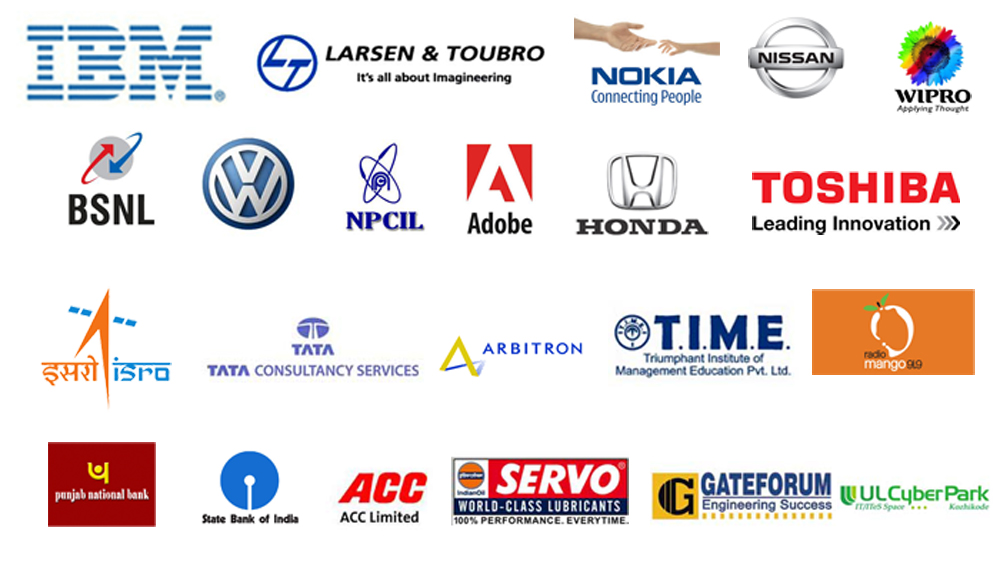 IBM®
LARSEN & TOUBRO
It's all about Imagineering
NOKIA
Connecting People
NISSAN
WIPRO
Applying Thought
BSNL
NPCIL
Adobe
HONDA
TOSHIBA
Leading Innovation
इसरो isro
TATA
TATA CONSULTANCY SERVICES
ARBITRON
T.I.M.E.
Triumphant Institute of
Management Education Pvt. Ltd.
radio
mango 91.9
punjab national bank
State Bank of India
ACC
ACC Limited
IndianOil
SERVO®
WORLD-CLASS LUBRICANTS
100% PERFORMANCE. EVERYTIME.
GATEFORUM
Engineering Success
ULCyberPark
IT/ITeS Space Kozhikode